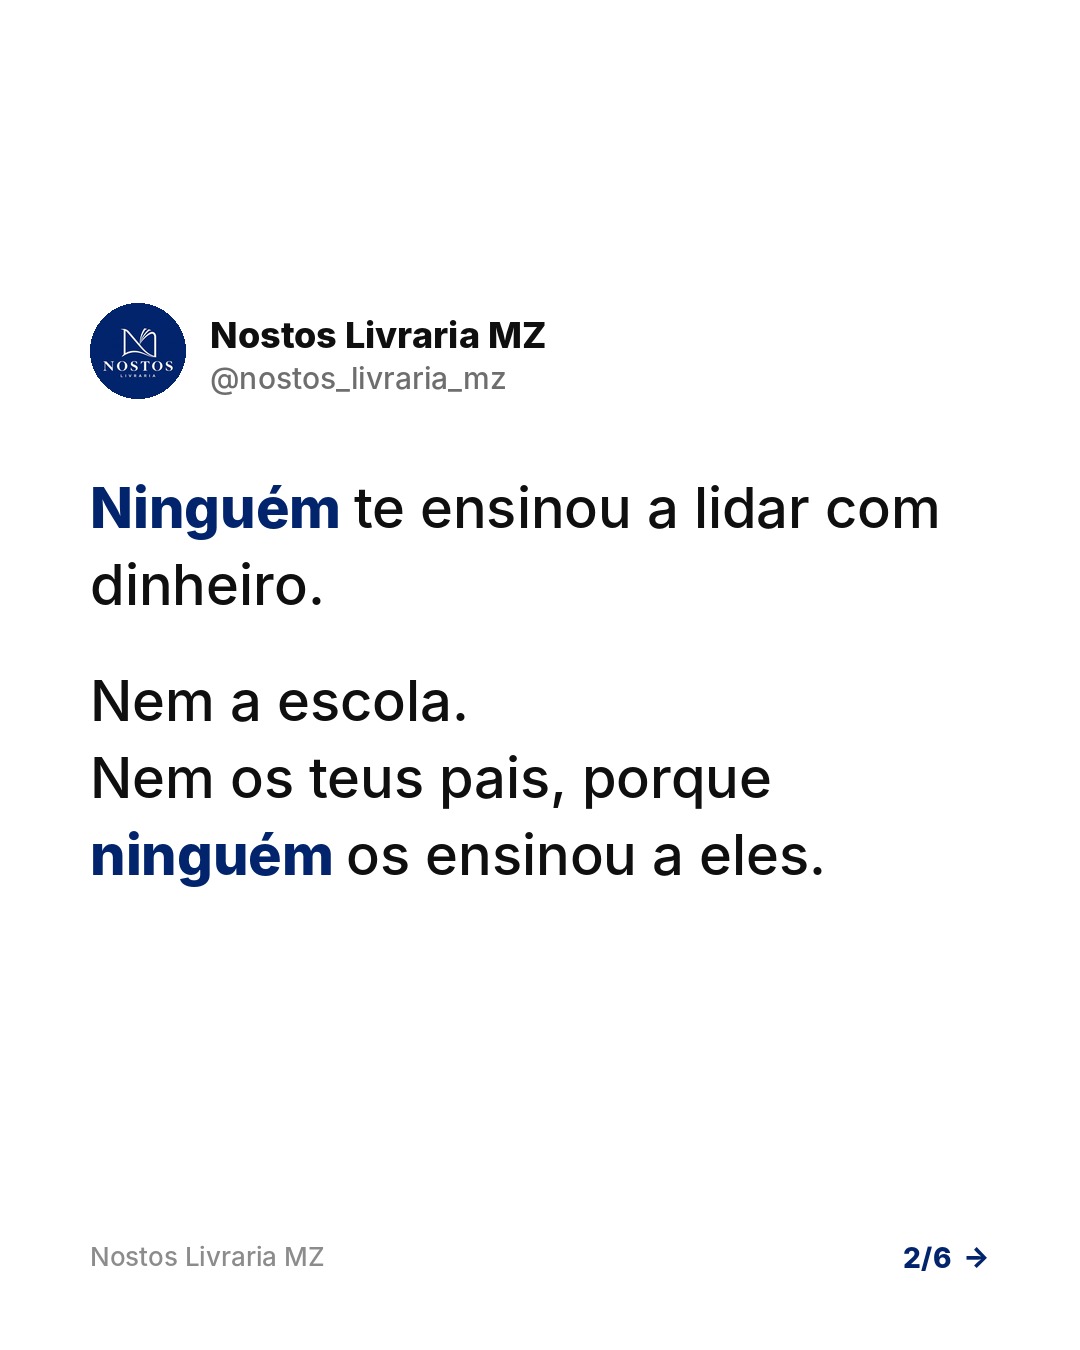 NOSTOS
LIVRARIA
Nostos Livraria MZ
@nostos_livraria_mz
Ninguém te ensinou a lidar com
dinheiro.
Nem a escola.
Nem os teus pais, porque
ninguém os ensinou a eles.
Nostos Livraria MZ
2/6 →